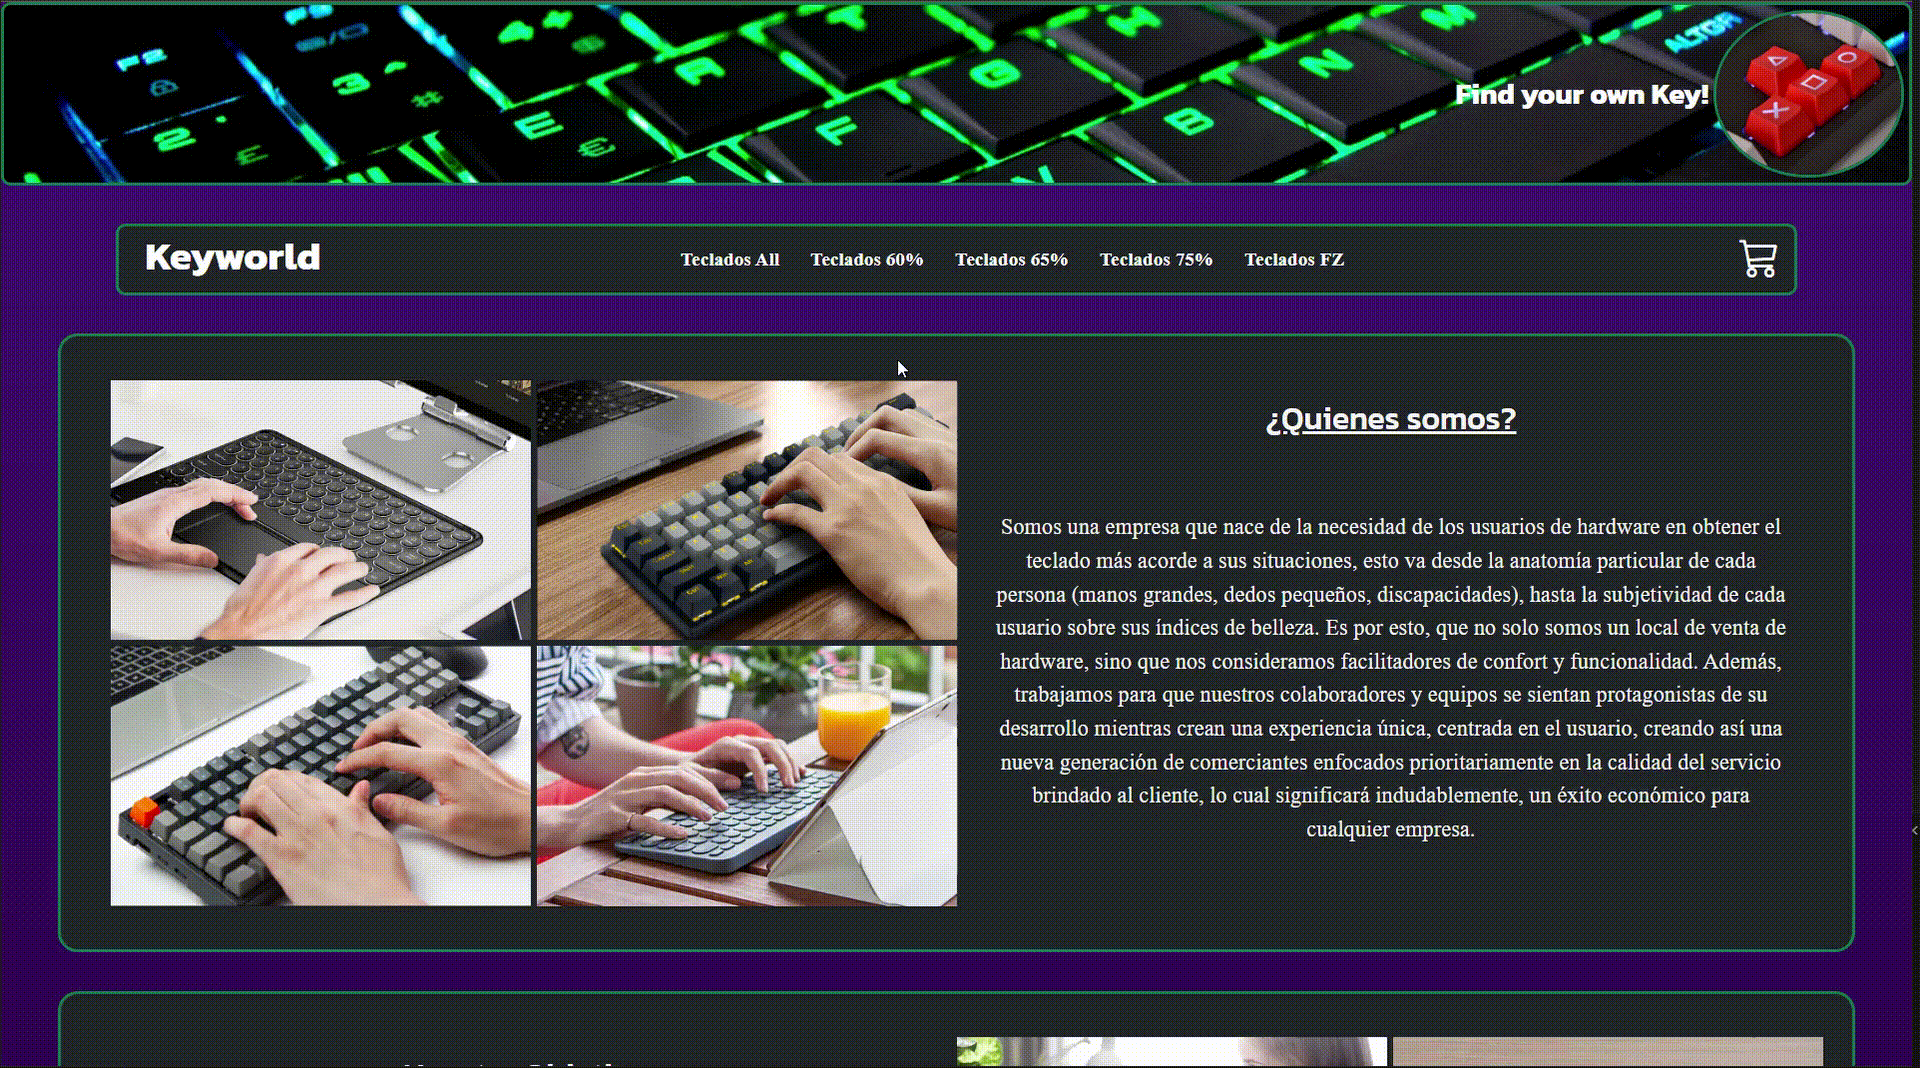 F2
3
#
4
$
2
£
E
€
R
F
T
G
H
B
N
M
ALTGR
Find your own Key!
Keyworld
Teclados All
Teclados 60%
Teclados 65%
Teclados 75%
Teclados FZ
¿Quienes somos?
Somos una empresa que nace de la necesidad de los usuarios de hardware en obtener el
teclado más acorde a sus situaciones, esto va desde la anatomía particular de cada
persona (manos grandes, dedos pequeños, discapacidades), hasta la subjetividad de cada
usuario sobre sus índices de belleza. Es por esto, que no solo somos un local de venta de
hardware, sino que nos consideramos facilitadores de confort y funcionalidad. Además,
trabajamos para que nuestros colaboradores y equipos se sientan protagonistas de su
desarrollo mientras crean una experiencia única, centrada en el usuario, creando así una
nueva generación de comerciantes enfocados prioritariamente en la calidad del servicio
brindado al cliente, lo cual significará indudablemente, un éxito económico para
cualquier empresa.